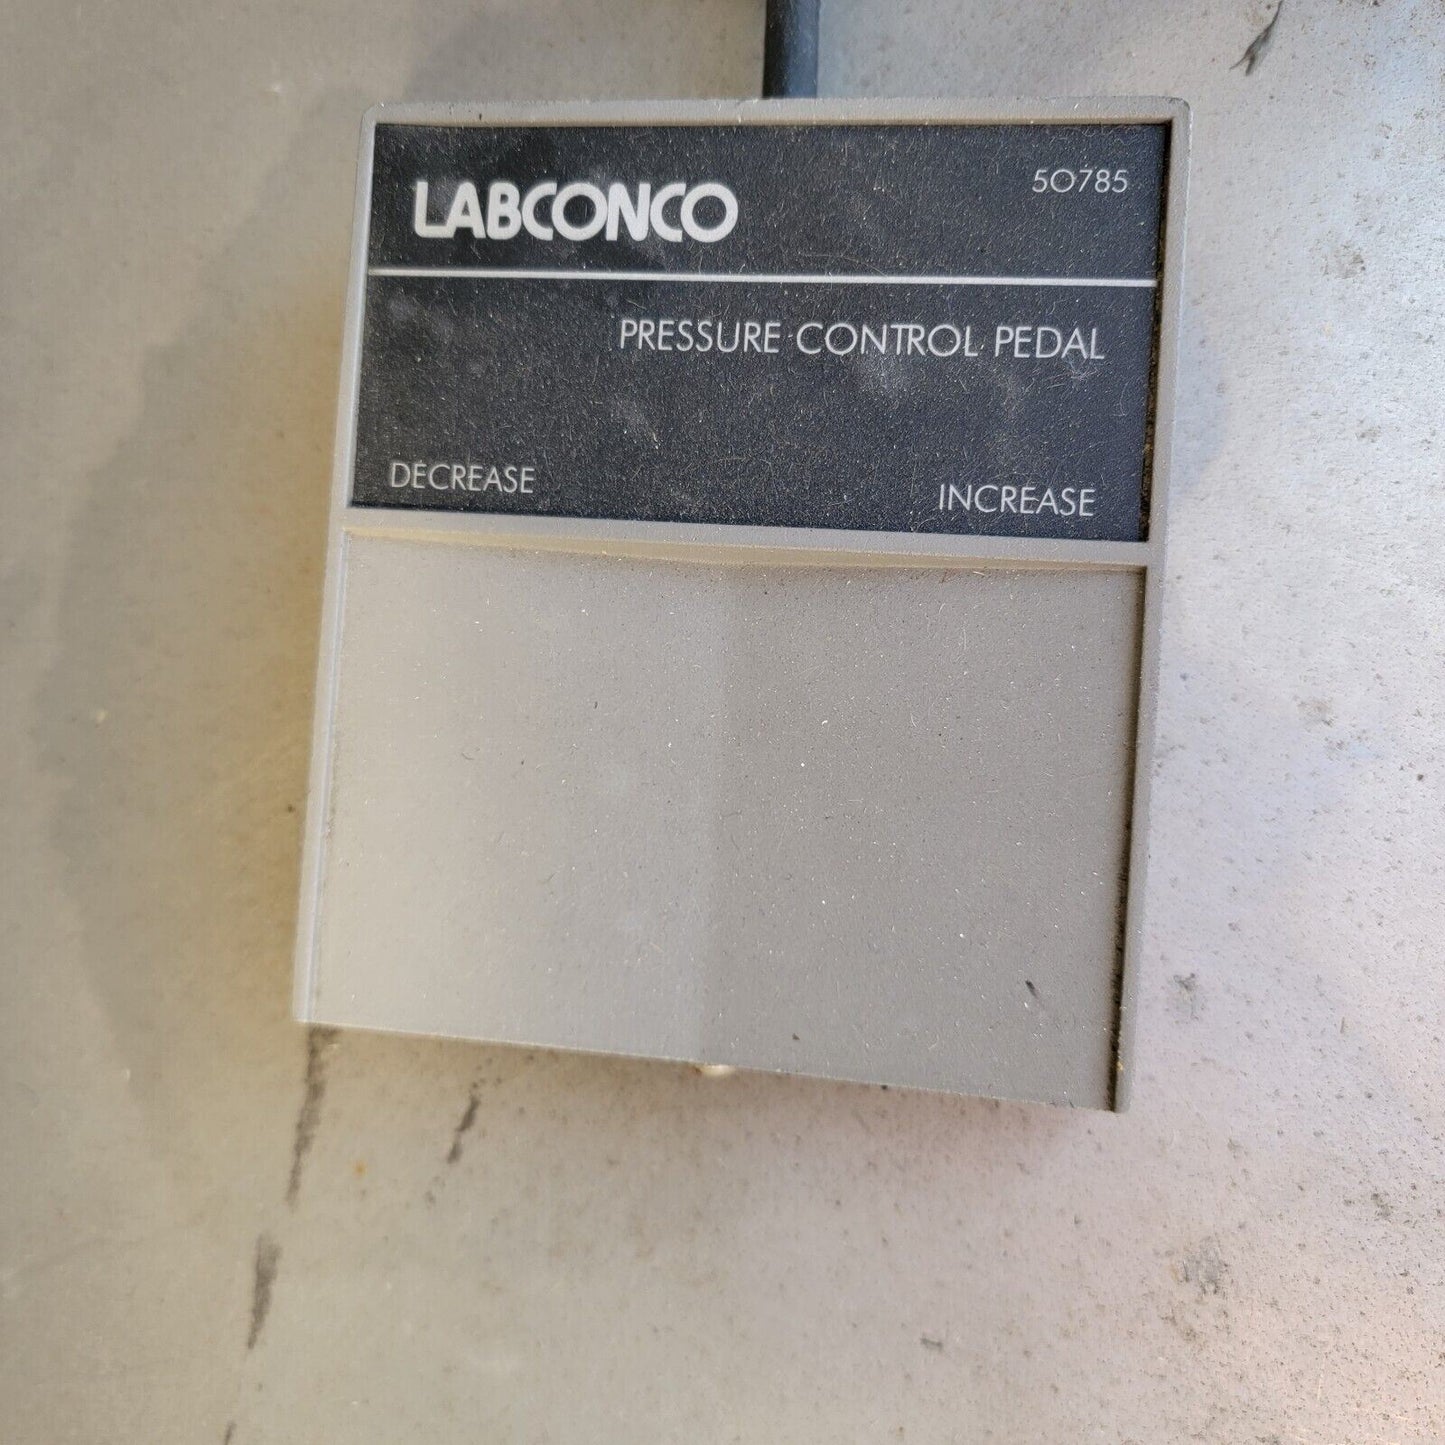 LABCONCO
50785
PRESSURE CONTROL PEDAL
DECREASE
INCREASE